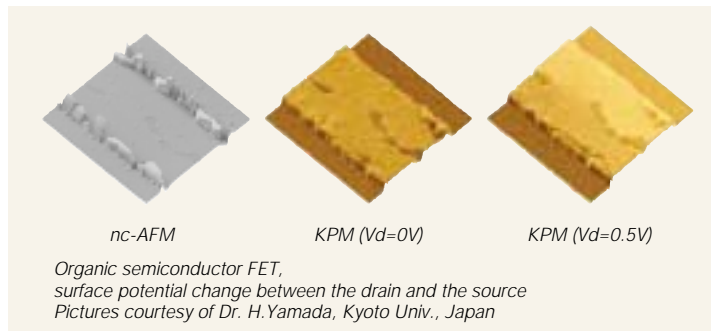 nc-AFM
KPM (Vd=0V)
KPM (Vd=0.5V)
Organic semiconductor FET,
surface potential change between the drain and the source
Pictures courtesy of Dr. H.Yamada, Kyoto Univ., Japan